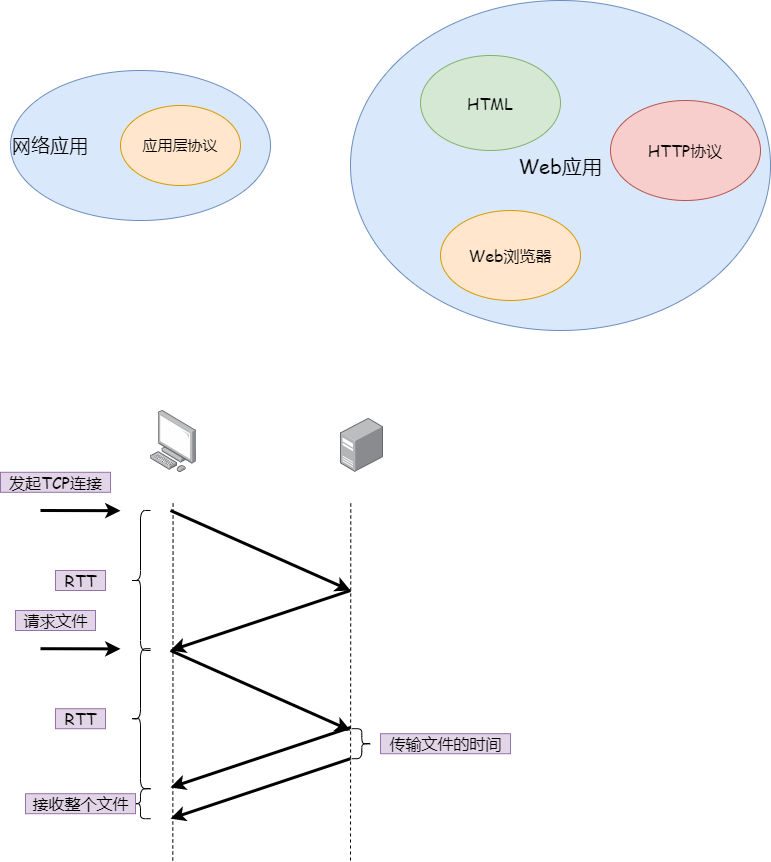 网络应用
应用层协议
HTML
Web应用
HTTP协议
Web浏览器
发起TCP连接
RTT
请求文件
RTT
传输文件的时间
接收整个文件